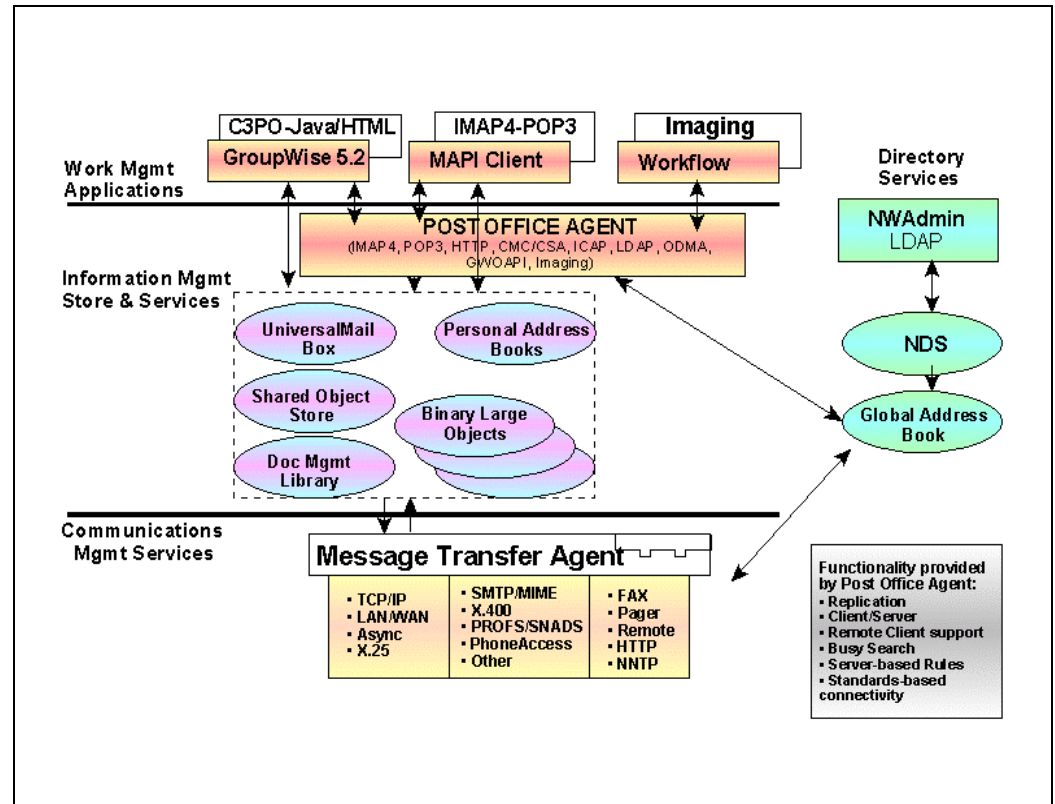 C3PO-Java/HTML
GroupWise 5.2
IMAP4-POP3
MAPI Client
Imaging
Workflow
Work Mgmt
Applications
Directory
Services
NWAdmin
LDAP
POST OFFICE AGENT
(IMAP4, POP3, HTTP, CMC/CSA, ICAP, LDAP, ODMA,
GWOAPI, Imaging)
Information Mgmt
Store & Services
UniversalMail
Box
Personal Address
Books
NDS
Shared Object
Store
Binary Large
Objects
Global Address
Book
Doc Mgmt
Library
Communications
Mgmt Services
Message Transfer Agent
• TCP/IP
• LAN/WAN
• Async
• X.25
• SMTP/MIME
• X.400
• PROFS/SNADS
• PhoneAccess
• Other
• FAX
• Pager
• Remote
• HTTP
• NNTP
Functionality provided
by Post Office Agent:
• Replication
• Client/Server
• Remote Client support
• Busy Search
• Server-based Rules
• Standards-based
connectivity